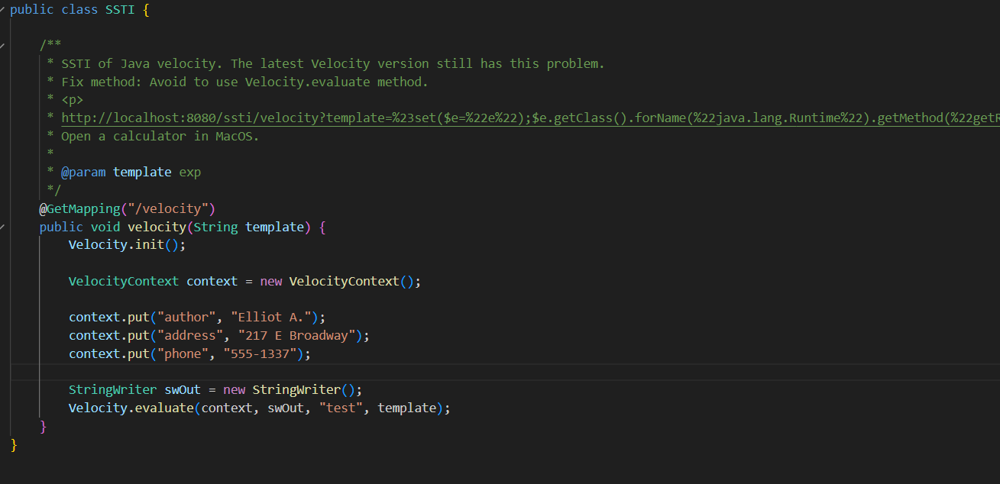 public class SSTI {
/**
* SSTI of Java velocity. The latest Velocity version still has this problem.
* Fix method: Avoid to use Velocity.evaluate method.
* <p>
* http://localhost:8080/ssti/velocity?template=%23set($e=%22e%22);$e.getClass().forName(%22java.lang.Runtime%22).getMethod(%22getR
* Open a calculator in MacOS.
*
* @param template exp
*/
@GetMapping("/velocity")
public void velocity(String template) {
Velocity.init();
VelocityContext context = new VelocityContext();
context.put("author", "Elliot A.");
context.put("address", "217 E Broadway");
context.put("phone", "555-1337");
StringWriter swOut = new StringWriter();
Velocity.evaluate(context, swOut, "test", template);
}
}